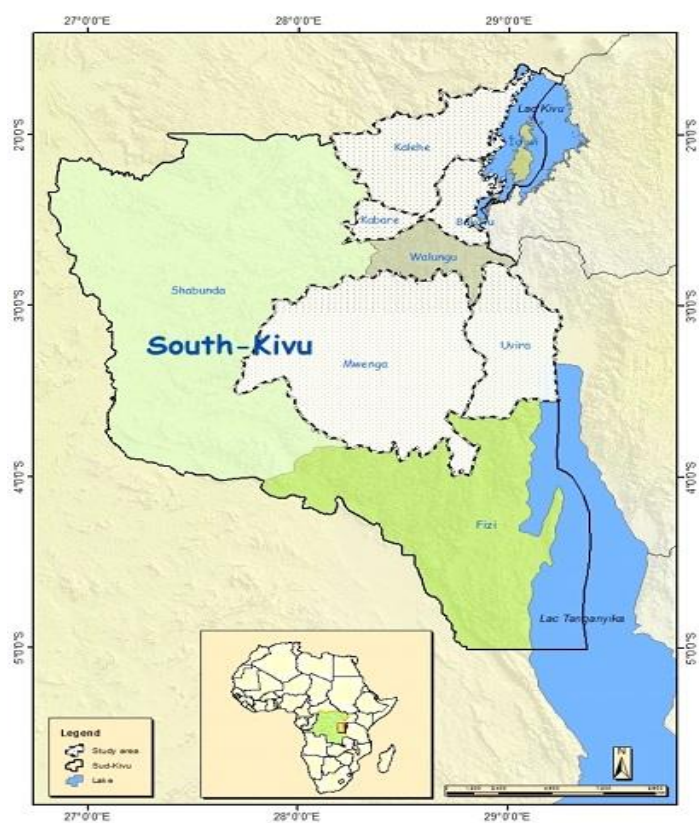 27°0'0"E
28°0'0"E
29°0'0"E
Lac Kivu
2°0'0"S
2°0'0"S
Kalehe
Idjwi
Kabare
Walungu
Shabunda
3°0'0"S
3°0'0"S
South-Kivu
Uvira
Mwenga
4°0'0"S
4°0'0"S
Fizi
Lac Tanganyika
5°0'0"S
5°0'0"S
Legend
Study area
Sud-Kivu
Lake
N
27°0'0"E
28°0'0"E
29°0'0"E